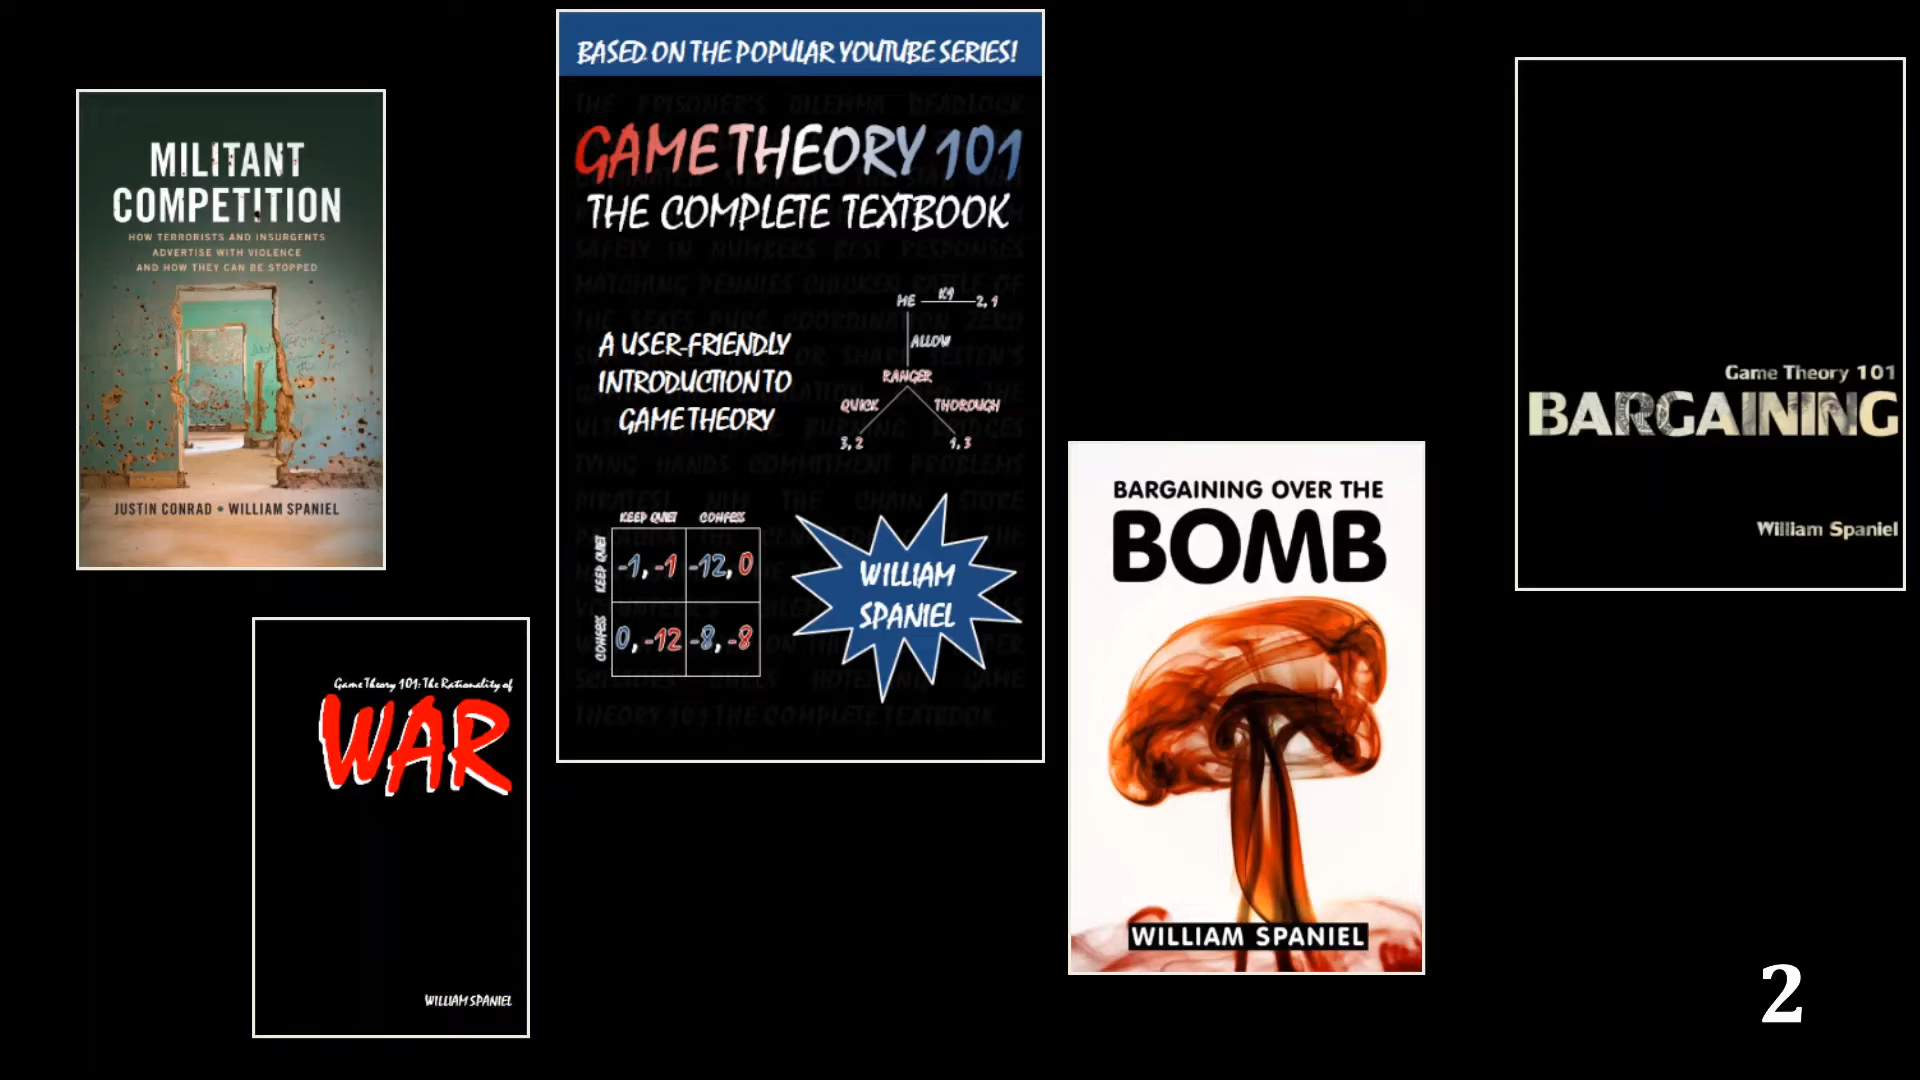 MILITANT
COMPETITION
HOW TERRORISTS AND INSURGENTS
ADVERTISE WITH VIOLENCE
AND HOW THEY CAN BE STOPPED
JUSTIN CONRAD • WILLIAM SPANIEL
Game Theory 101: The Rationality of
WAR
WILLIAM SPANIEL
BASED ON THE POPULAR YOUTUBE SERIES!
GAME THEORY 101
THE COMPLETE TEXTBOOK
A USER-FRIENDLY
INTRODUCTION TO
GAME THEORY
ME K9 2, 1
ALLOW
RANGER
QUICK THOROUGH
3, 2 1, 3
KEEP QUIET CONFESS
KEEP QUIET
-1, -1 -12, 0
CONFESS
0, -12 -8, -8
WILLIAM
SPANIEL
BARGAINING OVER THE
BOMB
WILLIAM SPANIEL
Game Theory 101
BARGAINING
William Spaniel
2